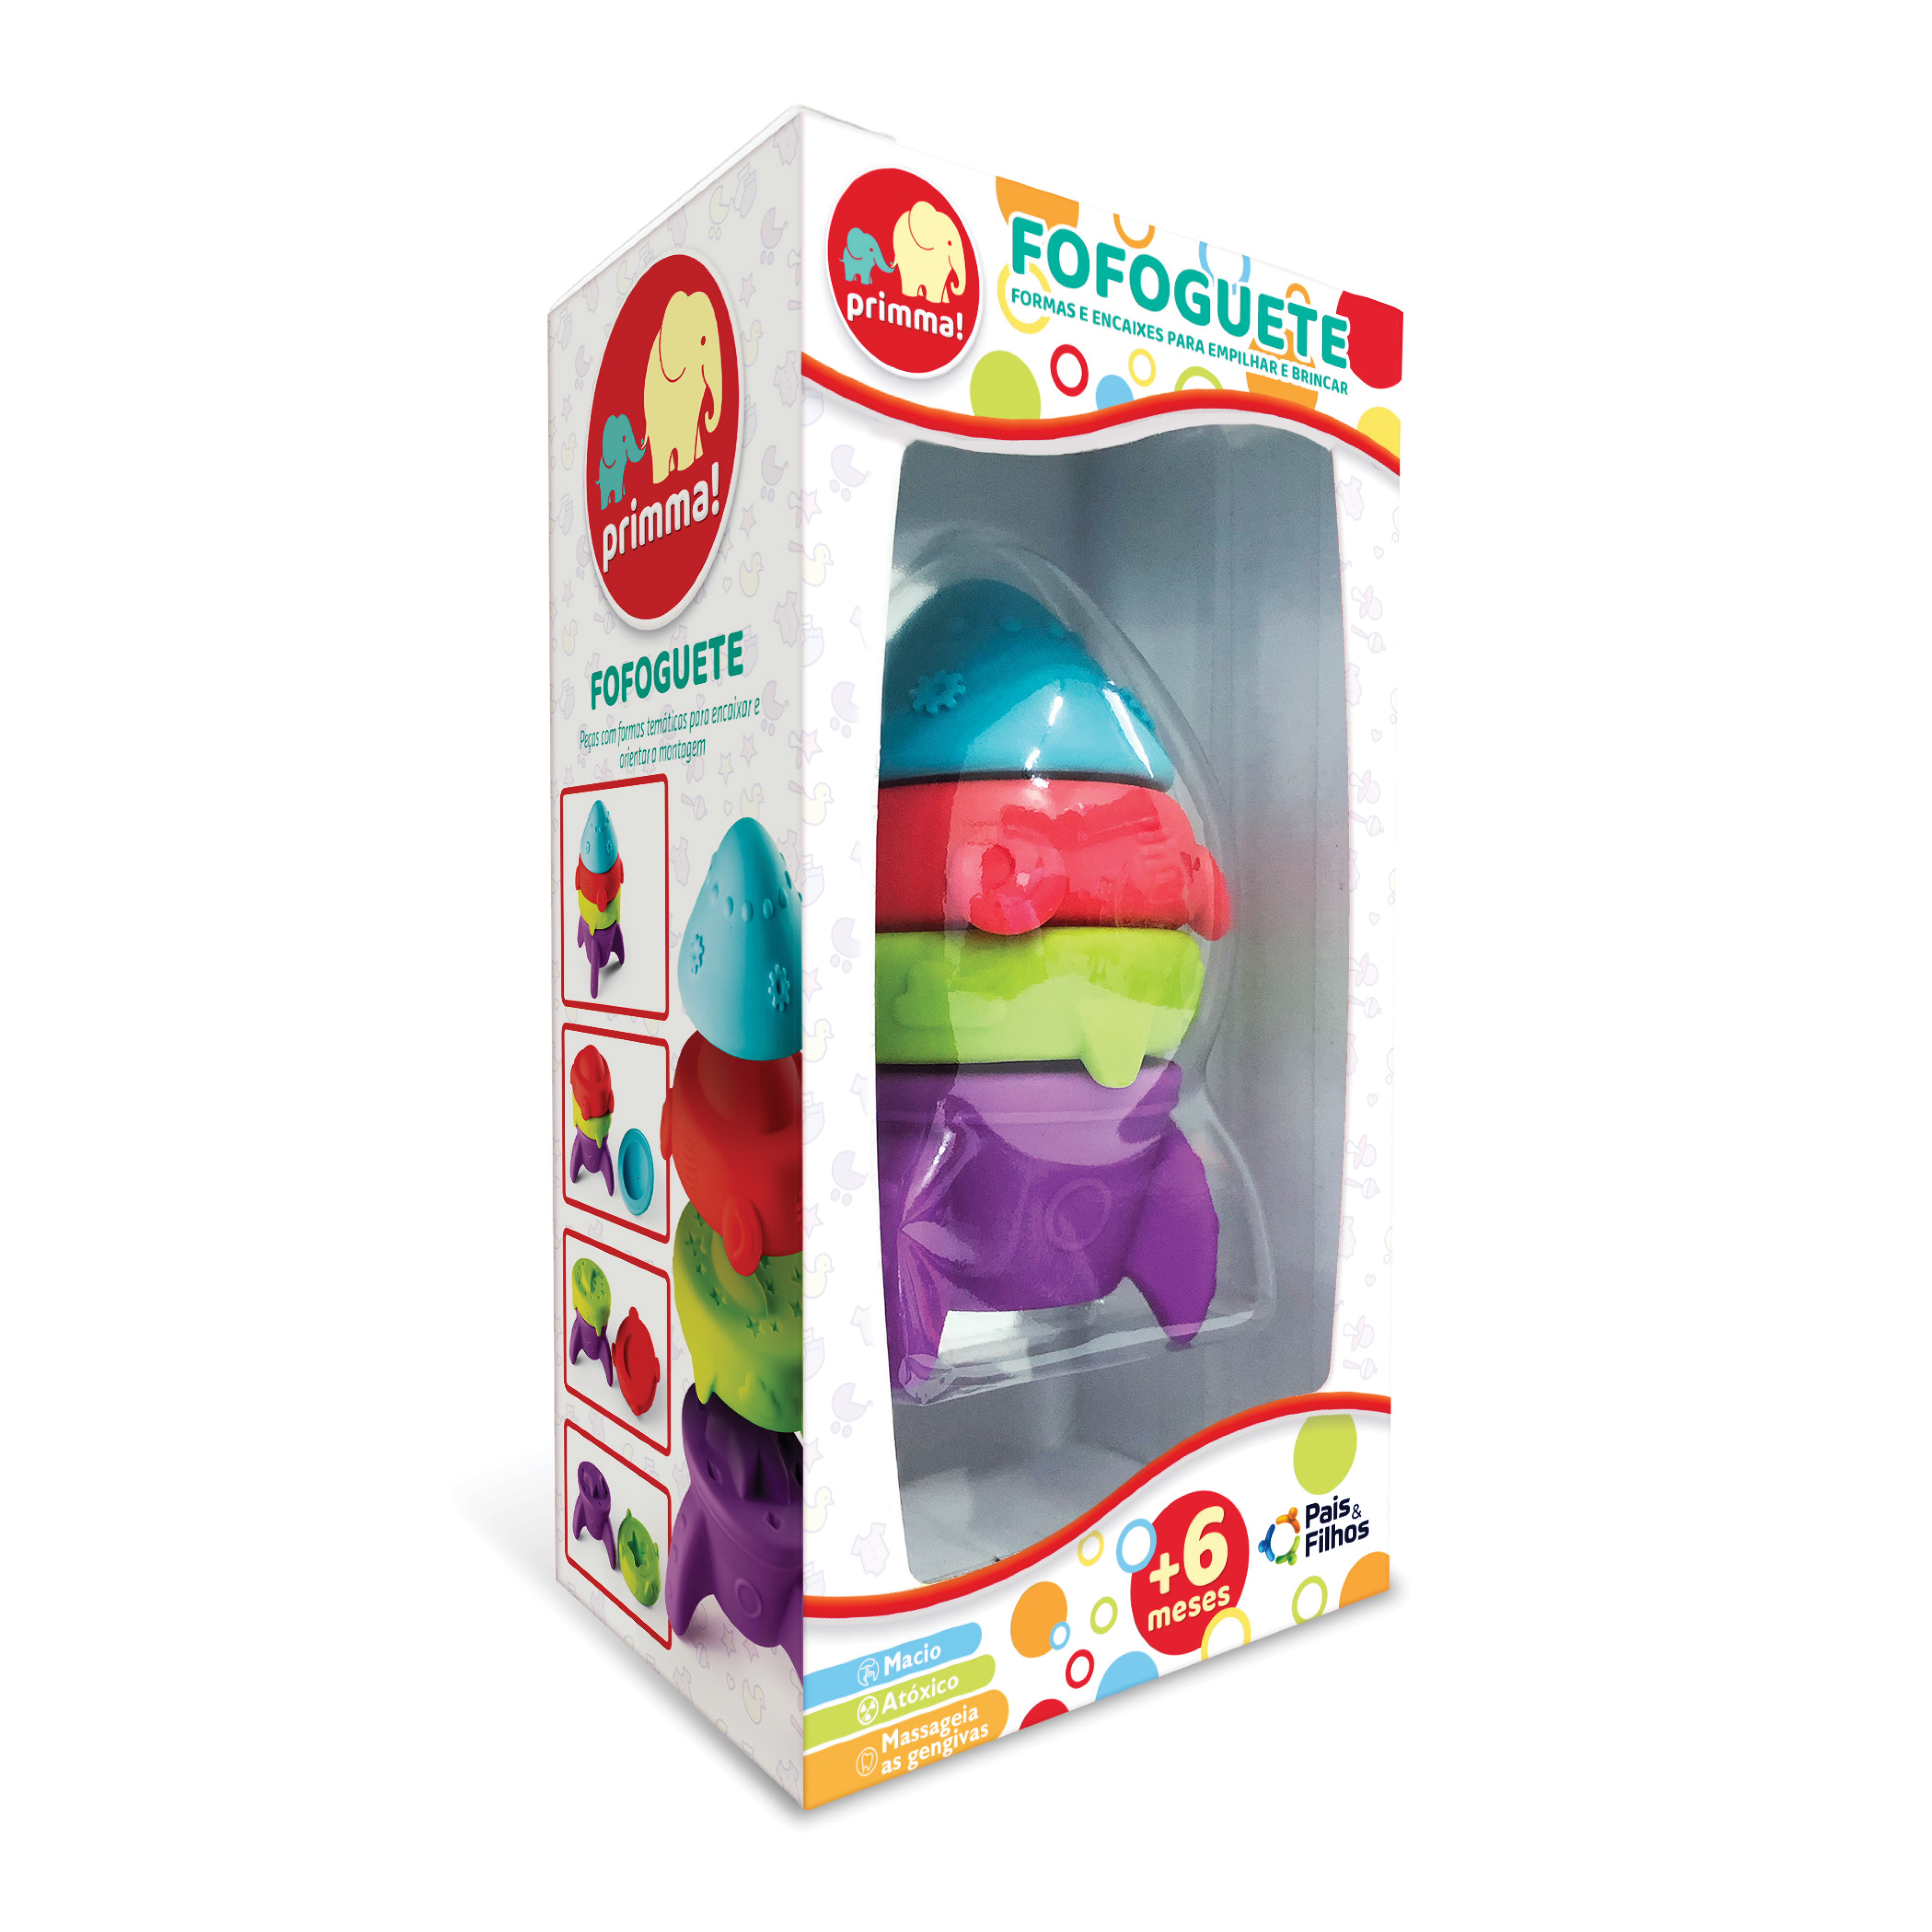 primma!
FOFOGUETE
Peças com formas temáticas para encaixar e
orientar a montagem
primma!
FOFOGUETE
FORMAS E ENCAIXES PARA EMPILHAR E BRINCAR
+6
meses
Pais&
Filhos
Macio
Atóxico
Massageia
as gengivas